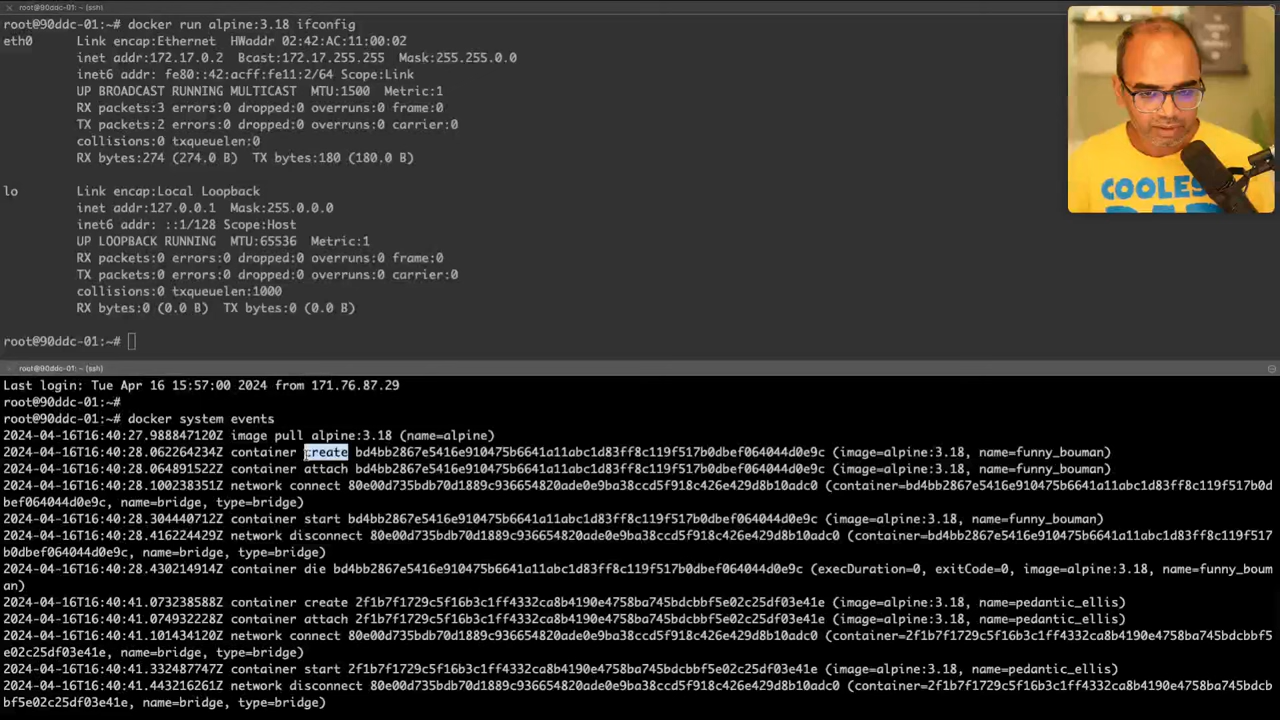 root@90ddc-01: ~ (ssh)
root@90ddc-01:~# docker run alpine:3.18 ifconfig
eth0      Link encap:Ethernet  HWaddr 02:42:AC:11:00:02
          inet addr:172.17.0.2  Bcast:172.17.255.255  Mask:255.255.0.0
          inet6 addr: fe80::42:acff:fe11:2/64 Scope:Link
          UP BROADCAST RUNNING MULTICAST  MTU:1500  Metric:1
          RX packets:3 errors:0 dropped:0 overruns:0 frame:0
          TX packets:2 errors:0 dropped:0 overruns:0 carrier:0
          collisions:0 txqueuelen:0
          RX bytes:274 (274.0 B)  TX bytes:180 (180.0 B)
lo        Link encap:Local Loopback
          inet addr:127.0.0.1  Mask:255.0.0.0
          inet6 addr: ::1/128 Scope:Host
          UP LOOPBACK RUNNING  MTU:65536  Metric:1
          RX packets:0 errors:0 dropped:0 overruns:0 frame:0
          TX packets:0 errors:0 dropped:0 overruns:0 carrier:0
          collisions:0 txqueuelen:1000
          RX bytes:0 (0.0 B)  TX bytes:0 (0.0 B)
root@90ddc-01:~#
COOLES
root@90ddc-01: ~ (ssh)
Last login: Tue Apr 16 15:57:00 2024 from 171.76.87.29
root@90ddc-01:~#
root@90ddc-01:~# docker system events
2024-04-16T16:40:27.988847120Z image pull alpine:3.18 (name=alpine)
2024-04-16T16:40:28.062264234Z container create bd4bb2867e5416e910475b6641a11abc1d83ff8c119f517b0dbef064044d0e9c (image=alpine:3.18, name=funny_bouman)
2024-04-16T16:40:28.064891522Z container attach bd4bb2867e5416e910475b6641a11abc1d83ff8c119f517b0dbef064044d0e9c (image=alpine:3.18, name=funny_bouman)
2024-04-16T16:40:28.100238351Z network connect 80e00d735bdb70d1889c936654820ade0e9ba38ccd5f918c426e429d8b10adc0 (container=bd4bb2867e5416e910475b6641a11abc1d83ff8c119f517b0d
bef064044d0e9c, name=bridge, type=bridge)
2024-04-16T16:40:28.304440712Z container start bd4bb2867e5416e910475b6641a11abc1d83ff8c119f517b0dbef064044d0e9c (image=alpine:3.18, name=funny_bouman)
2024-04-16T16:40:28.416224429Z network disconnect 80e00d735bdb70d1889c936654820ade0e9ba38ccd5f918c426e429d8b10adc0 (container=bd4bb2867e5416e910475b6641a11abc1d83ff8c119f517
b0dbef064044d0e9c, name=bridge, type=bridge)
2024-04-16T16:40:28.430214914Z container die bd4bb2867e5416e910475b6641a11abc1d83ff8c119f517b0dbef064044d0e9c (execDuration=0, exitCode=0, image=alpine:3.18, name=funny_boum
an)
2024-04-16T16:40:41.073238588Z container create 2f1b7f1729c5f16b3c1ff4332ca8b4190e4758ba745bdcbbf5e02c25df03e41e (image=alpine:3.18, name=pedantic_ellis)
2024-04-16T16:40:41.074932228Z container attach 2f1b7f1729c5f16b3c1ff4332ca8b4190e4758ba745bdcbbf5e02c25df03e41e (image=alpine:3.18, name=pedantic_ellis)
2024-04-16T16:40:41.101434120Z network connect 80e00d735bdb70d1889c936654820ade0e9ba38ccd5f918c426e429d8b10adc0 (container=2f1b7f1729c5f16b3c1ff4332ca8b4190e4758ba745bdcbbf5
e02c25df03e41e, name=bridge, type=bridge)
2024-04-16T16:40:41.332487747Z container start 2f1b7f1729c5f16b3c1ff4332ca8b4190e4758ba745bdcbbf5e02c25df03e41e (image=alpine:3.18, name=pedantic_ellis)
2024-04-16T16:40:41.443216261Z network disconnect 80e00d735bdb70d1889c936654820ade0e9ba38ccd5f918c426e429d8b10adc0 (container=2f1b7f1729c5f16b3c1ff4332ca8b4190e4758ba745bdcb
bf5e02c25df03e41e, name=bridge, type=bridge)